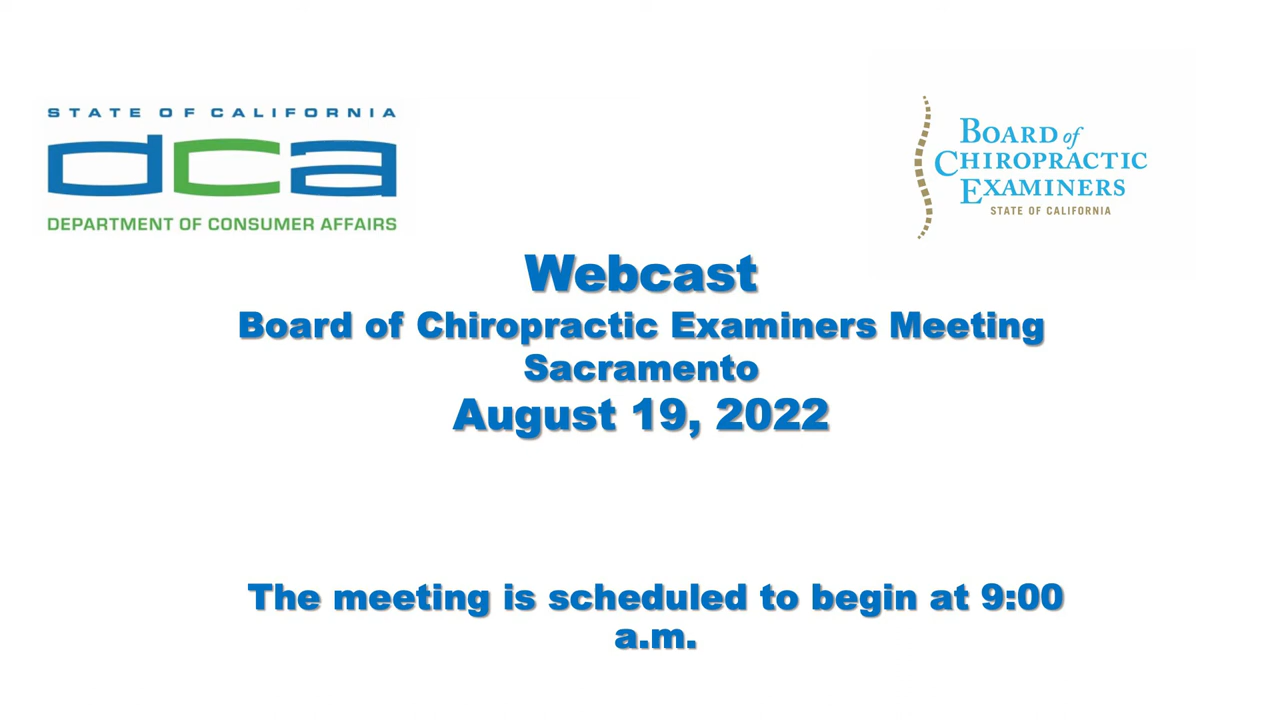 STATE OF CALIFORNIA
dca
DEPARTMENT OF CONSUMER AFFAIRS
BOARD of
CHIROPRACTIC
EXAMINERS
STATE OF CALIFORNIA
Webcast
Board of Chiropractic Examiners Meeting
Sacramento
August 19, 2022
The meeting is scheduled to begin at 9:00
a.m.